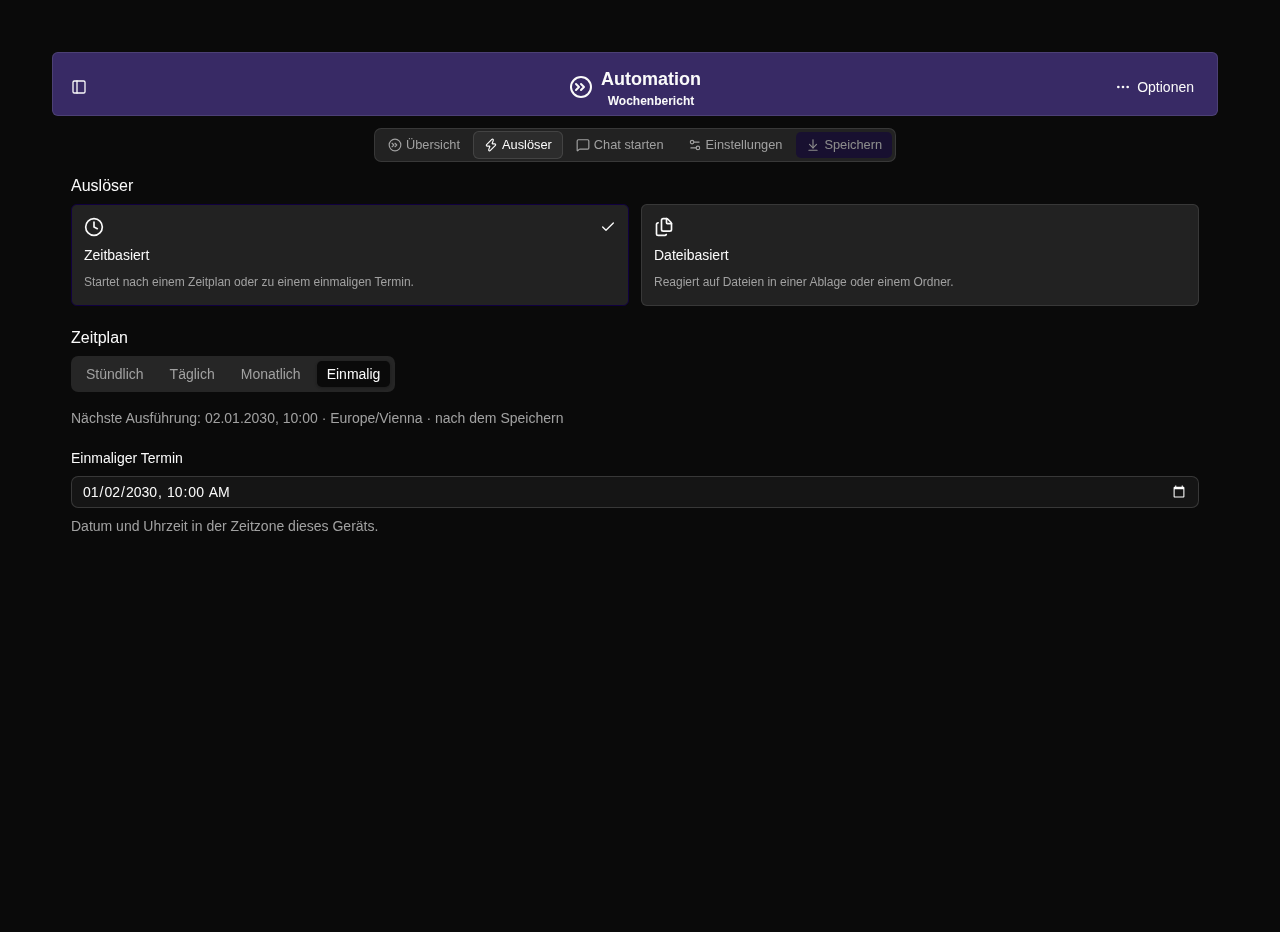 Automation
Wochenbericht
Optionen
Übersicht Auslöser Chat starten Einstellungen Speichern
Auslöser
Zeitbasiert
Startet nach einem Zeitplan oder zu einem einmaligen Termin.
Dateibasiert
Reagiert auf Dateien in einer Ablage oder einem Ordner.
Zeitplan
Stündlich Täglich Monatlich Einmalig
Nächste Ausführung: 02.01.2030, 10:00 · Europe/Vienna · nach dem Speichern
Einmaliger Termin
01/02/2030, 10:00 AM
Datum und Uhrzeit in der Zeitzone dieses Geräts.